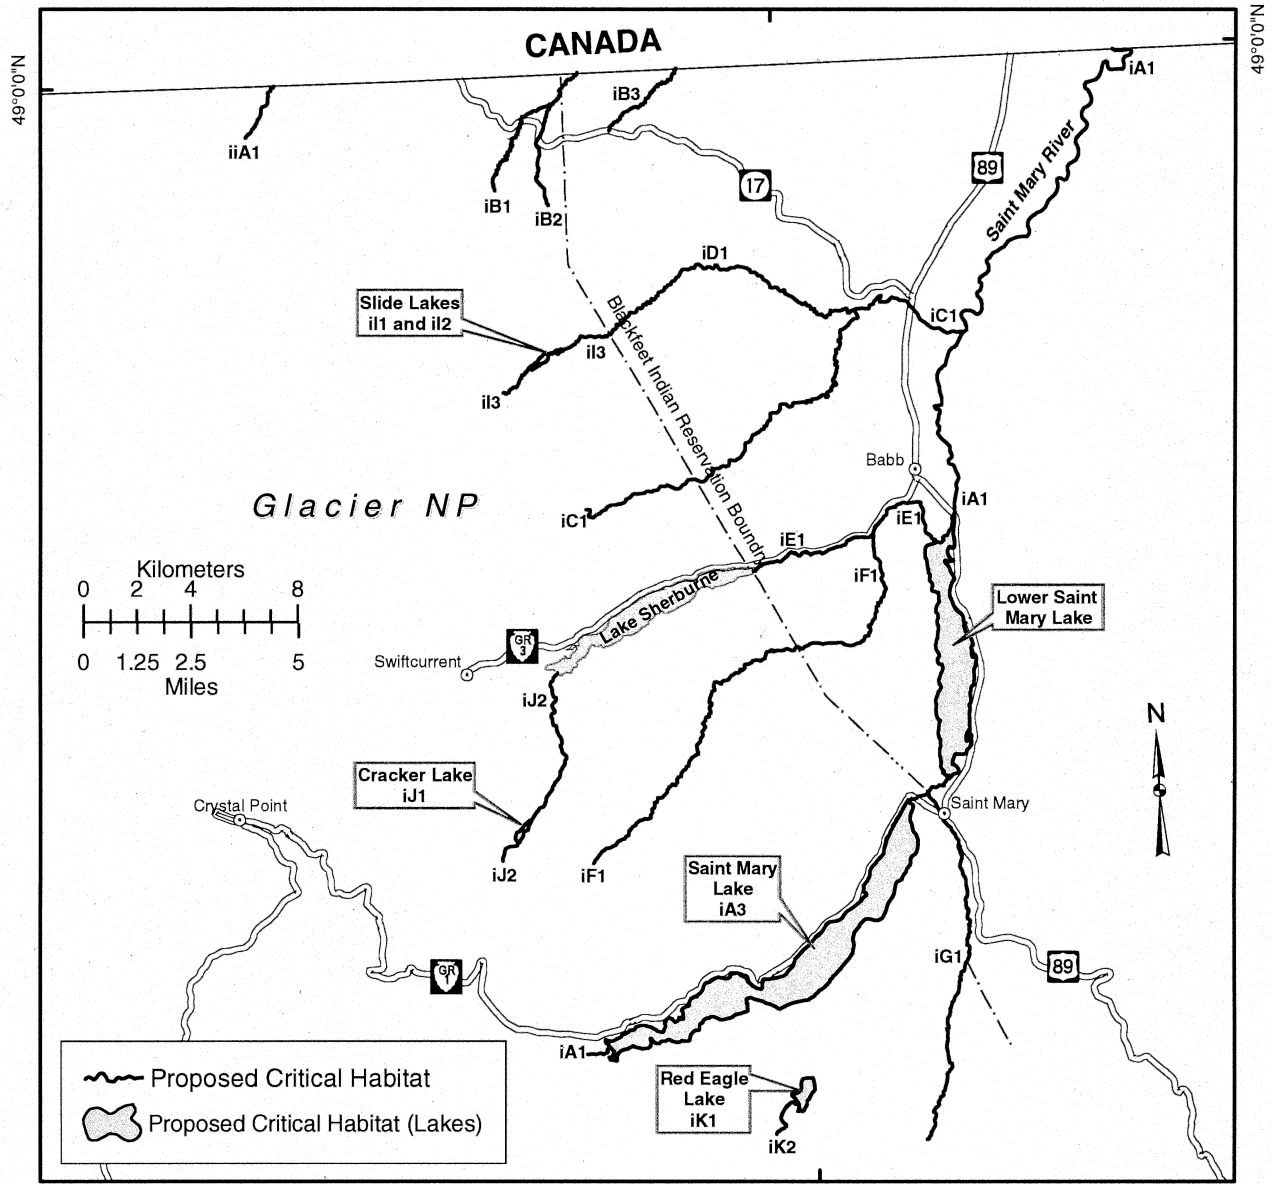 CANADA
49°0'0"N
49°0'0"N
iA1
iB3
iiA1
iB1
iB2
17
89
Saint Mary River
iD1
Slide Lakes
iI1 and iI2
iI3
iI3
iC1
Blackfeet Indian Reservation Boundry
Babb
Glacier NP
iC1
iA1
iE1
iE1
iF1
Kilometers
0 2 4 8
0 1.25 2.5 5
Miles
Lake Sherburne
Lower Saint
Mary Lake
GR
3
Swiftcurrent
iJ2
N
Cracker Lake
iJ1
Crystal Point
Saint Mary
iJ2
iF1
Saint Mary
Lake
iA3
iG1
89
GR
1
iA1
Red Eagle
Lake
iK1
iK2
Proposed Critical Habitat
Proposed Critical Habitat (Lakes)